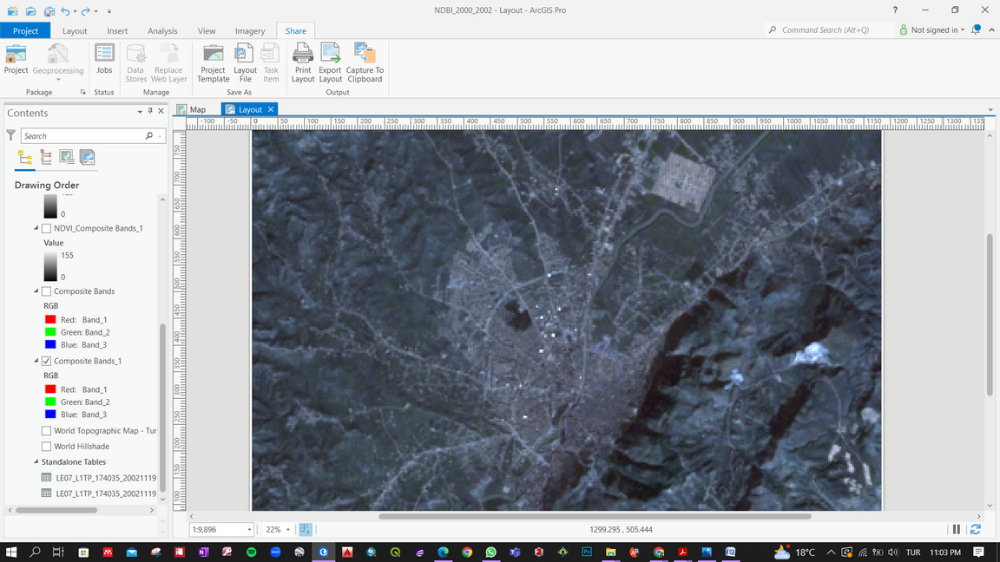 NDBI_2000_2002 - Layout - ArcGIS Pro
?
Project Layout Insert Analysis View Imagery Share
Command Search (Alt+Q)
Not signed in
Project Geoprocessing Jobs Data Stores Replace Web Layer Project Template Layout File Task Item Print Layout Export Layout Capture To Clipboard
Package Status Manage Save As Output
Contents
Map Layout
-100 -50 0 50 100 150 200 250 300 350 400 450 500 550 600 650 700 750 800 850 900 950 1000 1050 1100 1150 1200 1250 1300 135
750 700 650 600 550 500 450 400 350 300 250 200 150 100
Search
Drawing Order
0
NDVI_Composite Bands_1
Value
155
0
Composite Bands
RGB
Red: Band_1
Green: Band_2
Blue: Band_3
Composite Bands_1
RGB
Red: Band_1
Green: Band_2
Blue: Band_3
World Topographic Map - Tur
World Hillshade
Standalone Tables
LE07_L1TP_174035_20021119
LE07_L1TP_174035_20021119
1:9,896
22%
1299.295 , 505.444
18°C
TUR
11:03 PM